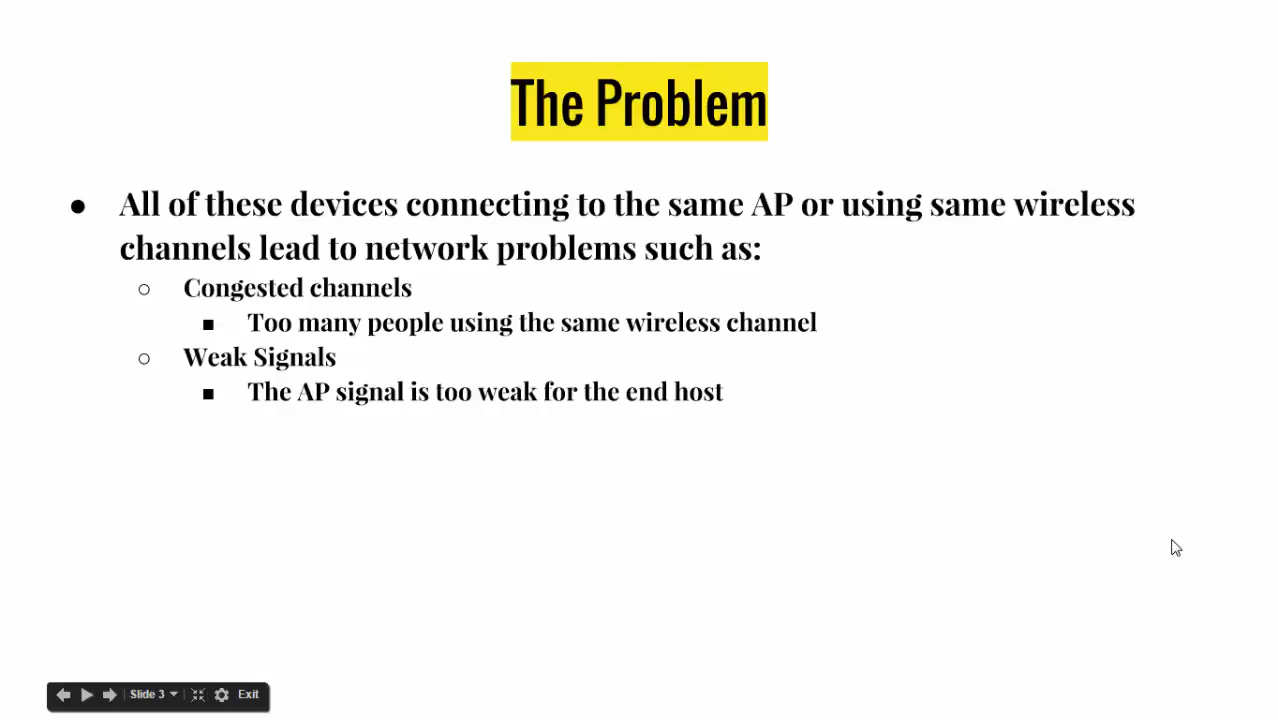 The Problem
● All of these devices connecting to the same AP or using same wireless
channels lead to network problems such as:
○ Congested channels
■ Too many people using the same wireless channel
○ Weak Signals
■ The AP signal is too weak for the end host
Slide 3 Exit